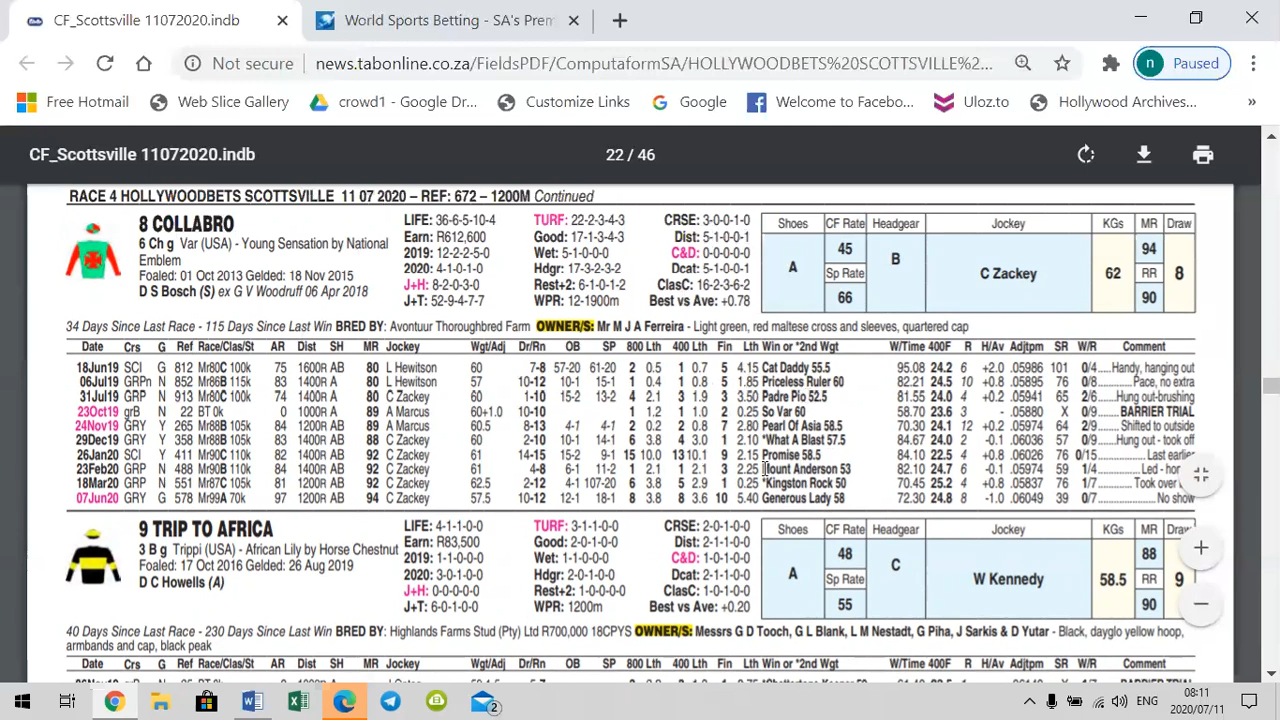 CF_Scottsville 11072020.indb
World Sports Betting - SA's Prem
Not secure
news.tabonline.co.za/FieldsPDF/ComputaformSA/HOLLYWOODBETS%20SCOTTSVILLE%2...
n Paused
Free Hotmail
Web Slice Gallery
crowd1 - Google Dr...
Customize Links
Google
Welcome to Facebo...
Uloz.to
Hollywood Archives...
»
CF_Scottsville 11072020.indb
22 / 46
RACE 4 HOLLYWOODBETS SCOTTSVILLE 11 07 2020 – REF: 672 – 1200M Continued
8 COLLABRO
6 Ch g Var (USA) - Young Sensation by National
Emblem
Foaled: 01 Oct 2013 Gelded: 18 Nov 2015
D S Bosch (S) ex G V Woodruff 06 Apr 2018
LIFE: 36-6-5-10-4 TURF: 22-2-3-4-3 CRSE: 3-0-0-1-0
Earn: R612,600 Good: 17-1-3-4-3 Dist: 5-1-0-0-1
2019: 12-2-2-5-0 Wet: 5-1-0-0-0 C&D: 0-0-0-0-0
2020: 4-1-0-1-0 Hdgr: 17-3-2-3-2 Dcat: 5-1-0-0-1
J+H: 8-2-0-3-0 Rest+2: 6-1-0-1-2 ClasC: 16-2-3-6-2
J+T: 52-9-4-7-7 WPR: 12-1900m Best vs Ave: +0.78
Shoes CF Rate Headgear Jockey KGs MR Draw
A 45 B C Zackey 62 94 8
Sp Rate RR
66 90
34 Days Since Last Race - 115 Days Since Last Win BRED BY: Avontuur Thoroughbred Farm OWNER/S: Mr M J A Ferreira - Light green, red maltese cross and sleeves, quartered cap
Date Crs G Ref Race/Clas/St AR Dist SH MR Jockey Wgt/Adj Dr/Rn OB SP 800 Lth 400 Lth Fin Lth Win or *2nd Wgt W/Time 400F R H/Av Adjtpm SR W/R Comment
18Jun19 SCI G 912 Mr80C 100k 75 1600R AB 80 L Hewitson 60 7-8 57-20 61-20 2 0.5 1 0.7 5 4.15 Cat Daddy 55.5 95.08 24.2 6 +2.0 .05986 101 0/4 ..Handy, hanging out
06Jul19 GRPn N 852 Mr86B 115k 83 1400R A 80 L Hewitson 57 10-12 10-1 15-1 1 0.4 1 0.8 5 1.85 Priceless Ruler 60 82.21 24.5 10 +0.8 .05895 76 0/8 ........Pace, no extra
31Jul19 GRP N 913 Mr80C 100k 74 1400R A 80 C Zackey 60 1-10 15-2 13-2 4 2.1 3 1.9 3 3.50 Padre Pio 52.5 81.55 24.0 4 +0.2 .05941 65 2/3 ....Hung out-brushing
23Oct19 grB N 22 BT 0k 0 1000R A 89 A Marcus 60+1.0 10-10 1 1.2 1 1.0 2 0.25 So Var 60 58.70 23.6 3 - .05880 X 0/9 BARRIER TRIAL
24Nov19 GRY Y 265 Mr88B 115k 84 1200R A 89 A Marcus 60.5 8-13 4-1 41-10 2 0.2 2 0.8 7 2.80 Pearl Of Asia 58.5 70.30 24.1 12 +0.2 .05974 64 2/9 ....Shifted to outside
29Dec19 GRY Y 358 Mr88B 115k 83 1400R AB 88 C Zackey 60 2-10 10-1 14-1 6 3.8 4 3.0 1 2.10 *What A Blast 57.5 84.67 24.0 2 -0.1 .06036 57 0/9 ......Hung out - took off
26Jan20 SCI Y 455 Mr90B 105k 84 1400R AB 92 C Zackey 61 14-15 15-2 9-1 15 10.0 13 10.1 9 2.15 Promise 58.5 84.10 22.5 4 +0.8 .06026 76 0/15
23Feb20 GRP N 488 Mr90B 105k 84 1400R AB 92 C Zackey 61 4-8 6-1 11-2 1 2.1 1 2.1 3 2.25 Mount Anderson 53 82.10 24.7 6 -0.1 .05974 59 1/4
18Mar20 GRP N 551 Mr87C 105k 81 1200R AB 92 C Zackey 62.5 2-12 4-1 107-20 6 3.8 5 2.9 1 0.25 *Kingston Rock 50 70.45 25.2 4 +0.8 .05837 76 1/7
07Jun20 GRY G 578 Mr99A 70k 97 1200R AB 94 C Zackey 57.5 10-12 12-1 18-1 8 3.8 8 3.6 10 5.40 Generous Lady 58 72.30 24.8 8 -1.0 .06049 39 0/7 No show
9 TRIP TO AFRICA
3 B g Trippi (USA) - African Lily by Horse Chestnut
Foaled: 17 Oct 2016 Gelded: 26 Aug 2019
D C Howells (A)
LIFE: 4-1-1-0-0 TURF: 3-1-1-0-0 CRSE: 2-0-1-0-0
Earn: R83,500 Good: 2-0-1-0-0 Dist: 2-1-1-0-0
2019: 1-1-0-0-0 Wet: 1-1-0-0-0 C&D: 1-0-1-0-0
2020: 3-0-1-0-0 Hdgr: 2-0-1-0-0 Dcat: 2-1-1-0-0
J+H: 0-0-0-0-0 Rest+2: 1-0-0-0-0 ClasC: 1-0-1-0-0
J+T: 6-0-1-0-0 WPR: 1200m Best vs Ave: +0.20
Shoes CF Rate Headgear Jockey KGs MR Draw
A 48 C W Kennedy 58.5 88 9
Sp Rate RR
55 90
40 Days Since Last Race - 230 Days Since Last Win BRED BY: Highlands Farms Stud (Pty) Ltd R700,000 18CPYS OWNER/S: Messrs G D Tooch, G L Blank, L M Nestadt, G Piha, J Sarkis & D Yutar - Black, dayglo yellow hoop,
armbands and cap, black peak
Date Crs G Ref Race/Clas/St AR Dist SH MR Jockey Wgt/Adj Dr/Rn OB SP 800 Lth 400 Lth Fin Lth Win or *2nd Wgt W/Time 400F R H/Av Adjtpm SR W/R Comment
ENG
08:11
2020/07/11
2